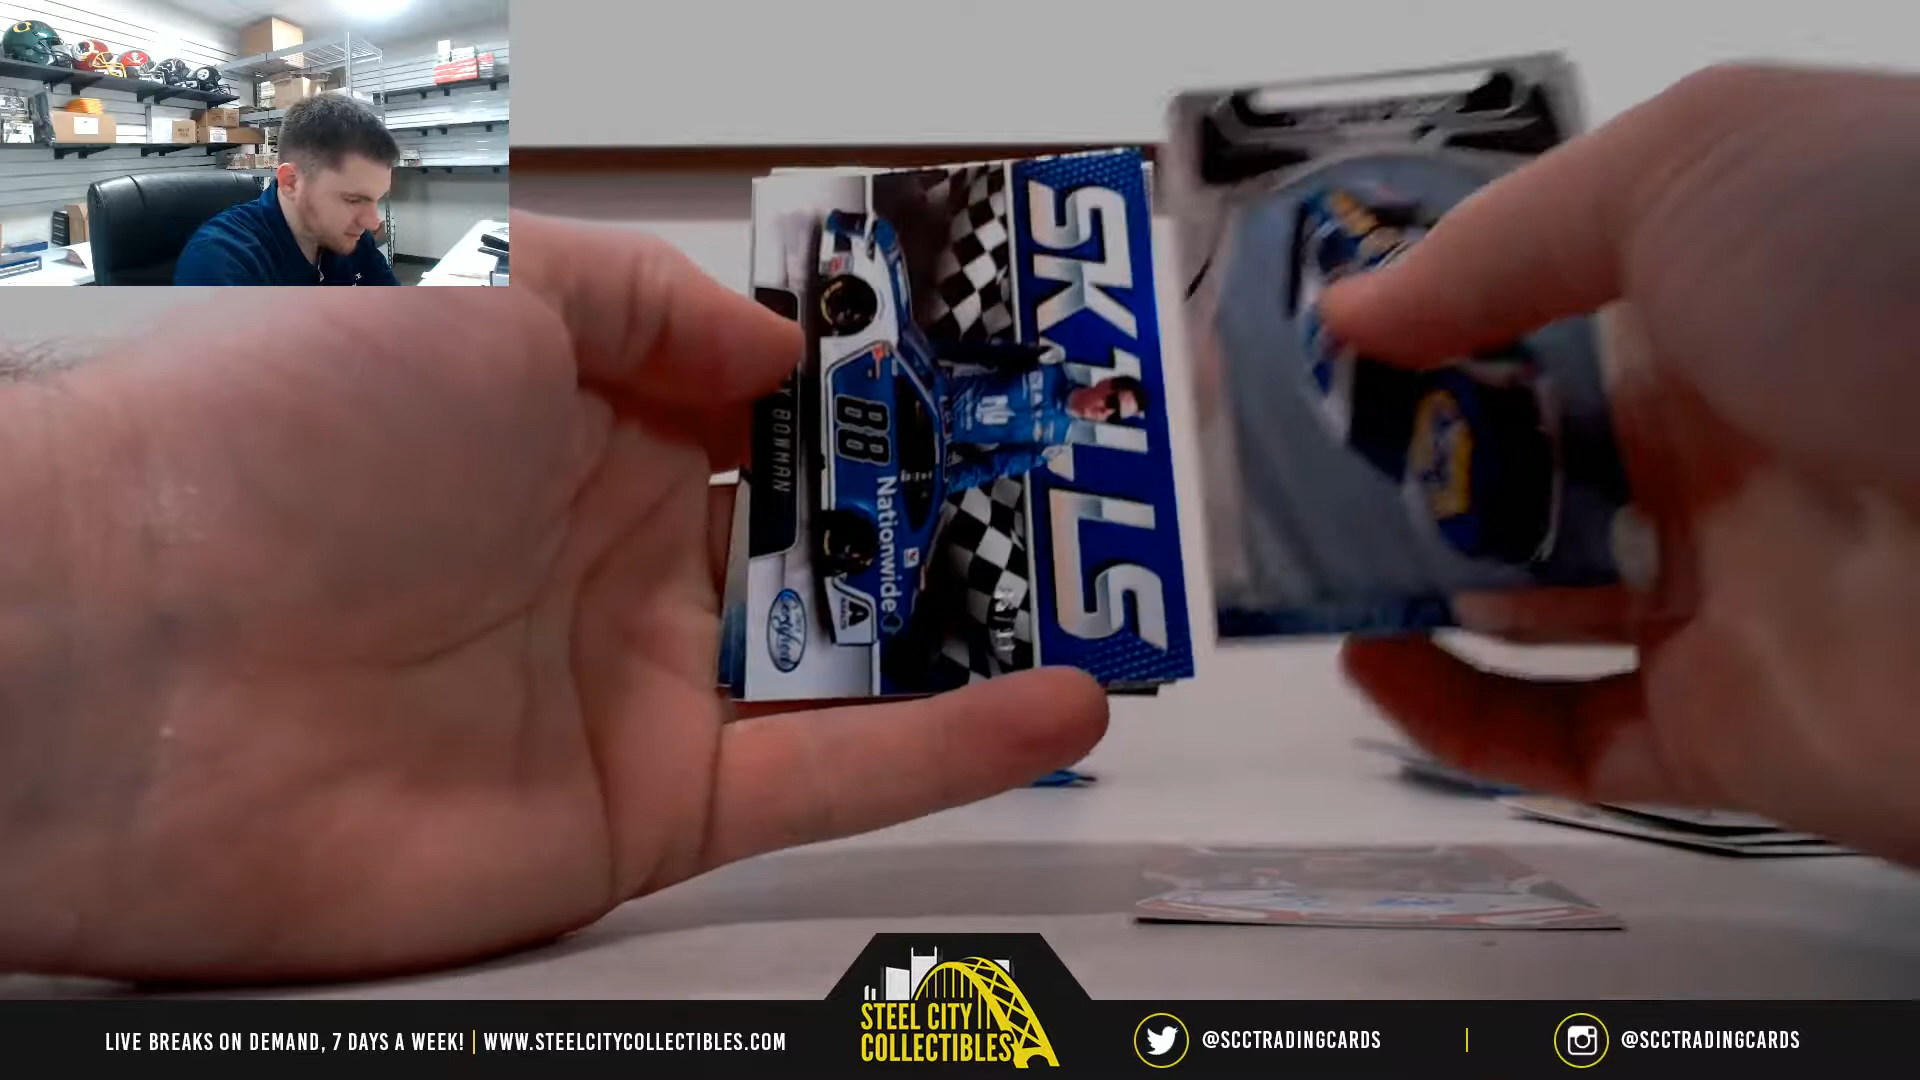 SKILLS
BOWMAN
88
Nationwide
Certified
LIVE BREAKS ON DEMAND, 7 DAYS A WEEK! | WWW.STEELCITYCOLLECTIBLES.COM
STEEL CITY
COLLECTIBLES
@SCCTRADINGCARDS
@SCCTRADINGCARDS